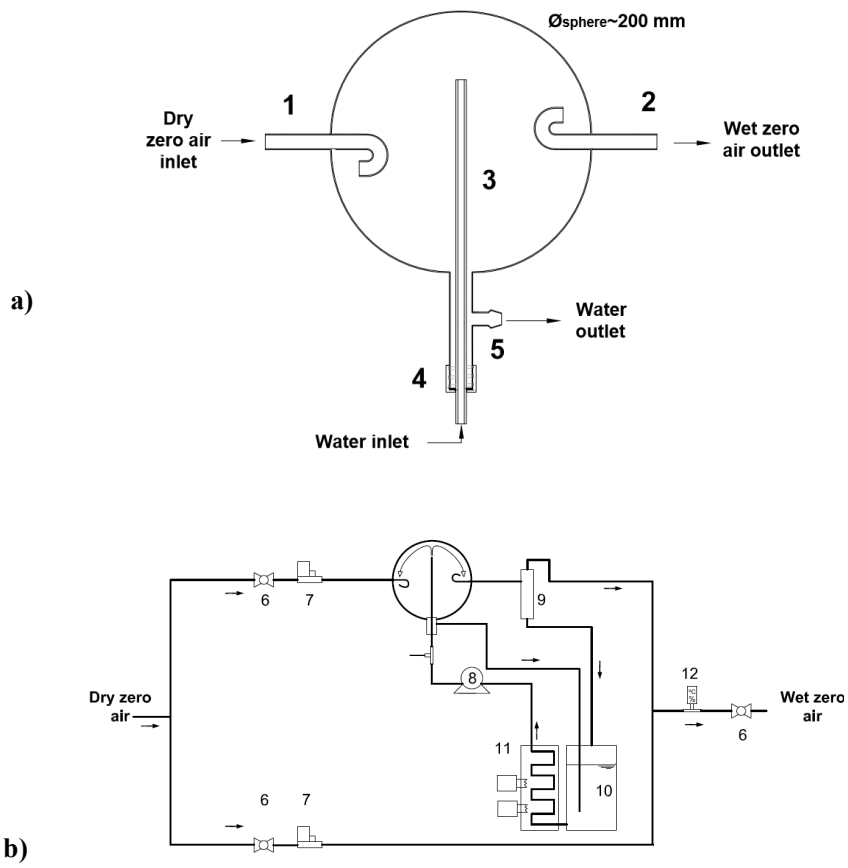 Øsphere~200 mm
1
2
Dry
zero air
inlet
Wet zero
air outlet
3
a)
Water
outlet
5
4
Water inlet
6
7
9
8
12
Dry zero
air
Wet zero
air
6
11
10
6
7
b)